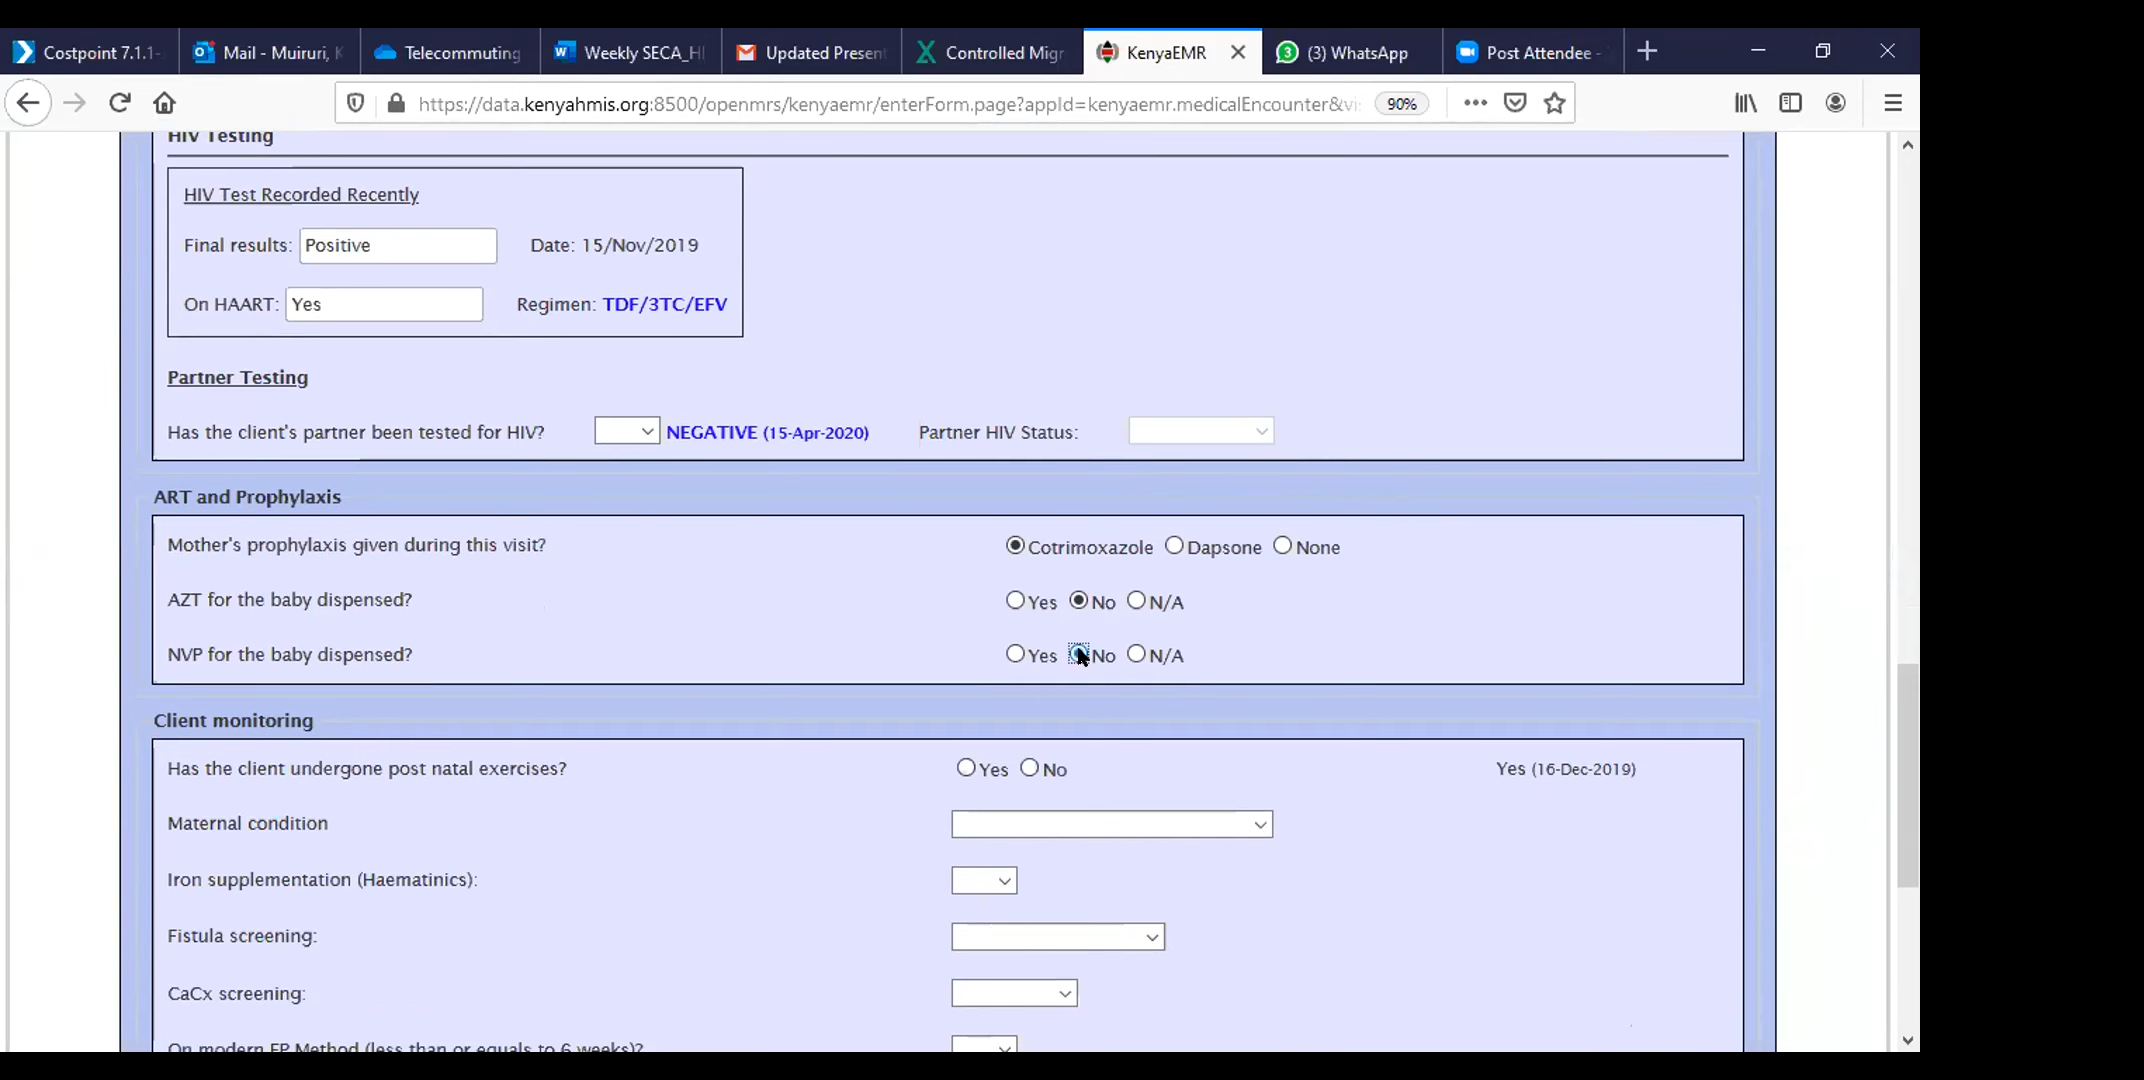 Costpoint 7.1.1- Mail - Muiruri, K Telecommuting Weekly SECA_HI Updated Present Controlled Migr KenyaEMR (3) WhatsApp Post Attendee -
https://data.kenyahmis.org:8500/openmrs/kenyaemr/enterForm.page?appId=kenyaemr.medicalEncounter&vi 90%
HIV Testing
HIV Test Recorded Recently
Final results: Positive Date: 15/Nov/2019
On HAART: Yes Regimen: TDF/3TC/EFV
Partner Testing
Has the client's partner been tested for HIV? NEGATIVE (15-Apr-2020) Partner HIV Status:
ART and Prophylaxis
Mother's prophylaxis given during this visit? Cotrimoxazole Dapsone None
AZT for the baby dispensed? Yes No N/A
NVP for the baby dispensed? Yes No N/A
Client monitoring
Has the client undergone post natal exercises? Yes No Yes (16-Dec-2019)
Maternal condition
Iron supplementation (Haematinics):
Fistula screening:
CaCx screening:
On modern FP Method (less than or equals to 6 weeks)?